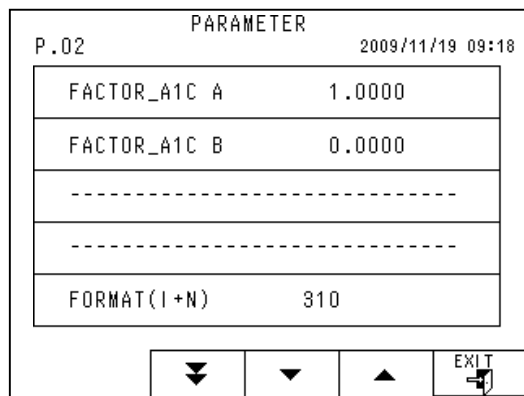 PARAMETER
P.02 2009/11/19 09:18
FACTOR_A1C A 1.0000
FACTOR_A1C B 0.0000
------------------------------
------------------------------
FORMAT(I+N) 310
EXIT